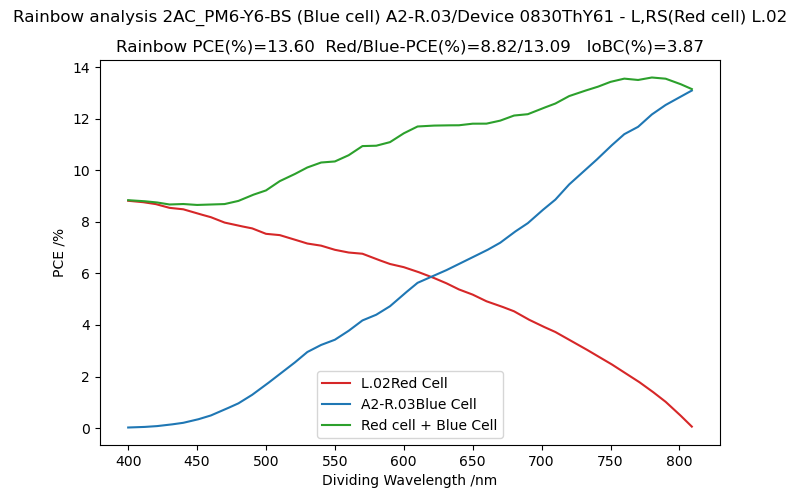 Rainbow analysis 2AC_PM6-Y6-BS (Blue cell) A2-R.03/Device 0830ThY61 - L,RS(Red cell) L.02
Rainbow PCE(%)=13.60  Red/Blue-PCE(%)=8.82/13.09   IoBC(%)=3.87
PCE /%
14
12
10
8
6
4
2
0
L.02Red Cell
A2-R.03Blue Cell
Red cell + Blue Cell
400 450 500 550 600 650 700 750 800
Dividing Wavelength /nm